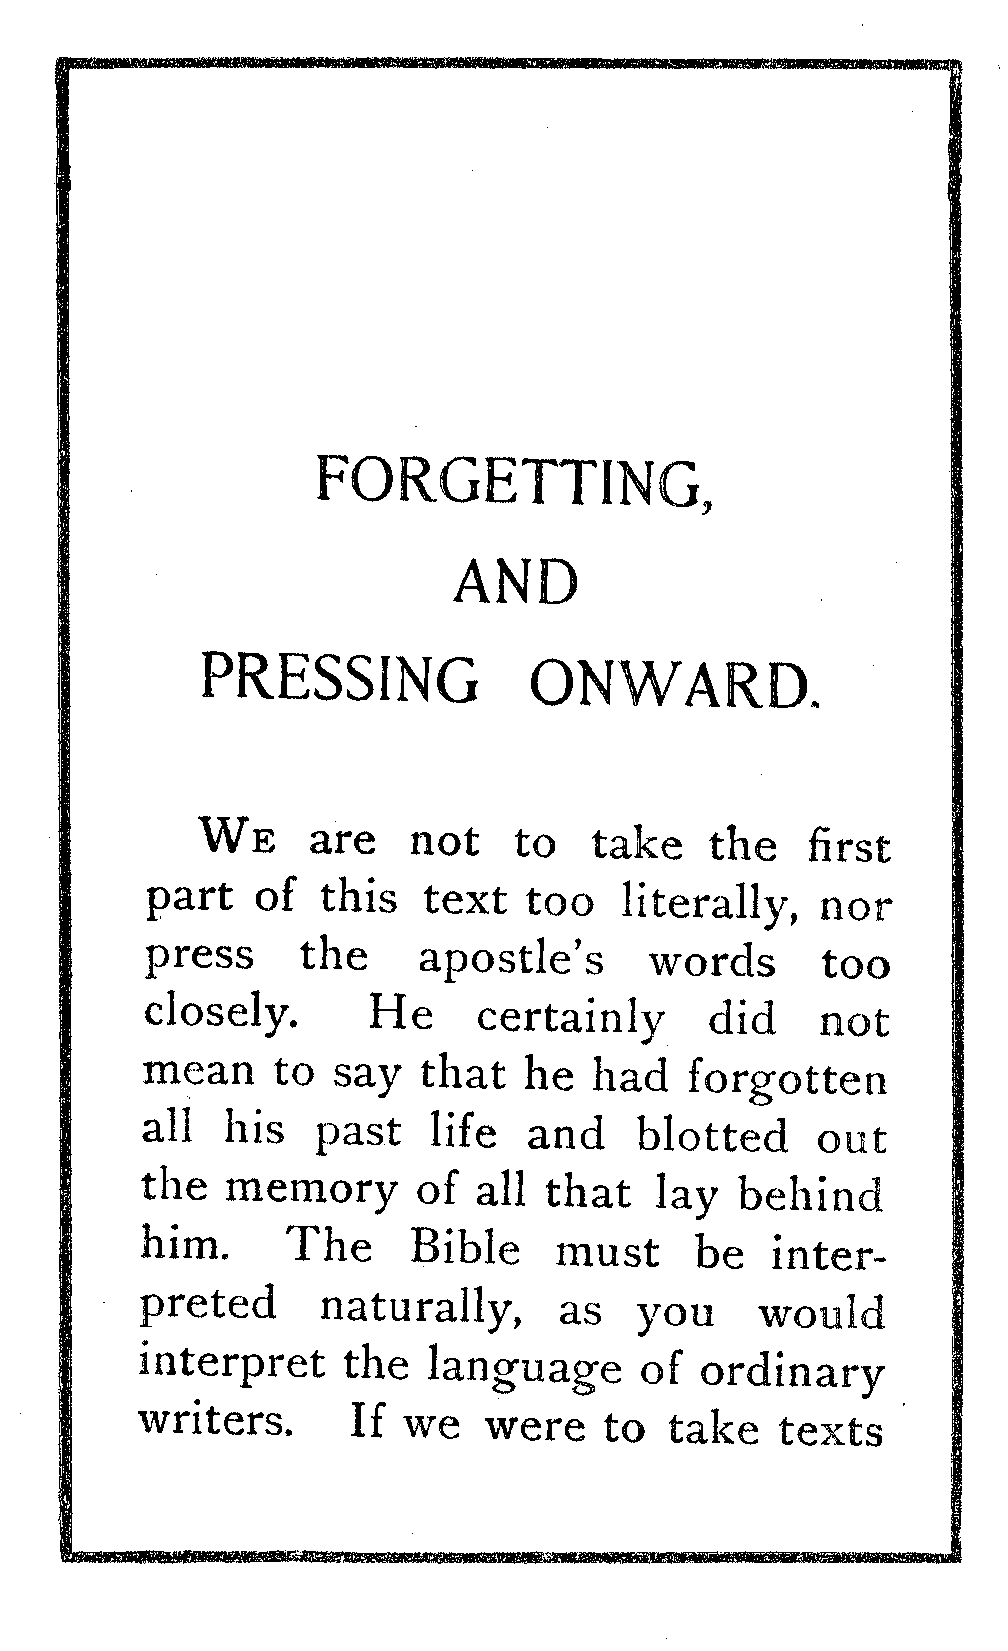 FORGETTING,
AND
PRESSING ONWARD.
WE are not to take the first
part of this text too literally, nor
press the apostle's words too
closely. He certainly did not
mean to say that he had forgotten
all his past life and blotted out
the memory of all that lay behind
him. The Bible must be inter-
preted naturally, as you would
interpret the language of ordinary
writers. If we were to take texts